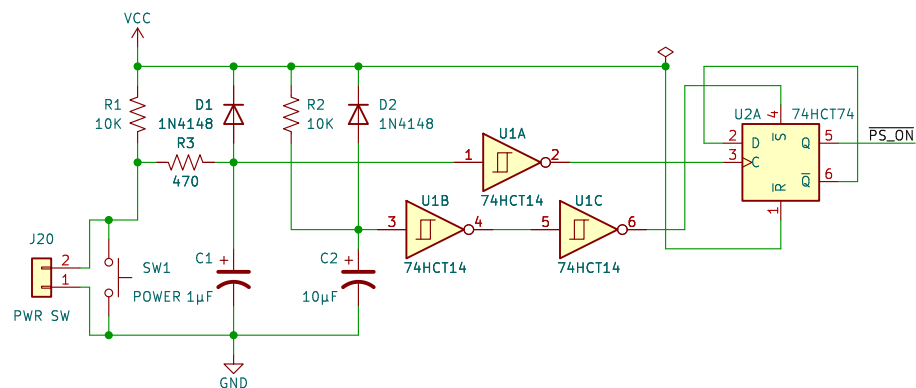 VCC
R1
10K
D1
1N4148
R2
10K
D2
1N4148
R3
470
U1A
1
2
74HCT14
U1B
3
4
74HCT14
U1C
5
6
74HCT14
U2A
74HCT74
4
S̅
2
D
Q
5
P̅S̅_̅O̅N̅
3
C
Q̅
6
R̅
1
J20
2
1
PWR SW
SW1
POWER
C1
+
1µF
C2
+
10µF
GND